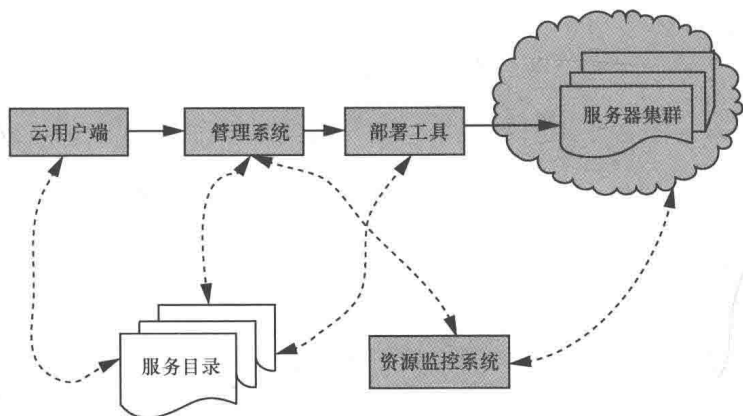 云用户端
管理系统
部署工具
服务器集群
服务目录
资源监控系统